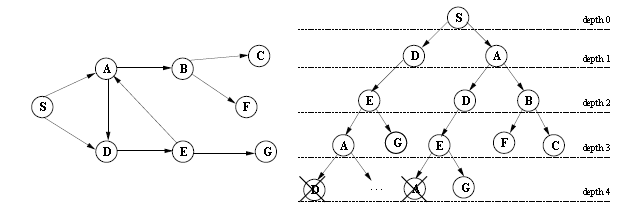 S depth 0
D A depth 1
E D B depth 2
A G E F C depth 3
D ... A G depth 4
C
A B
S F
D E G